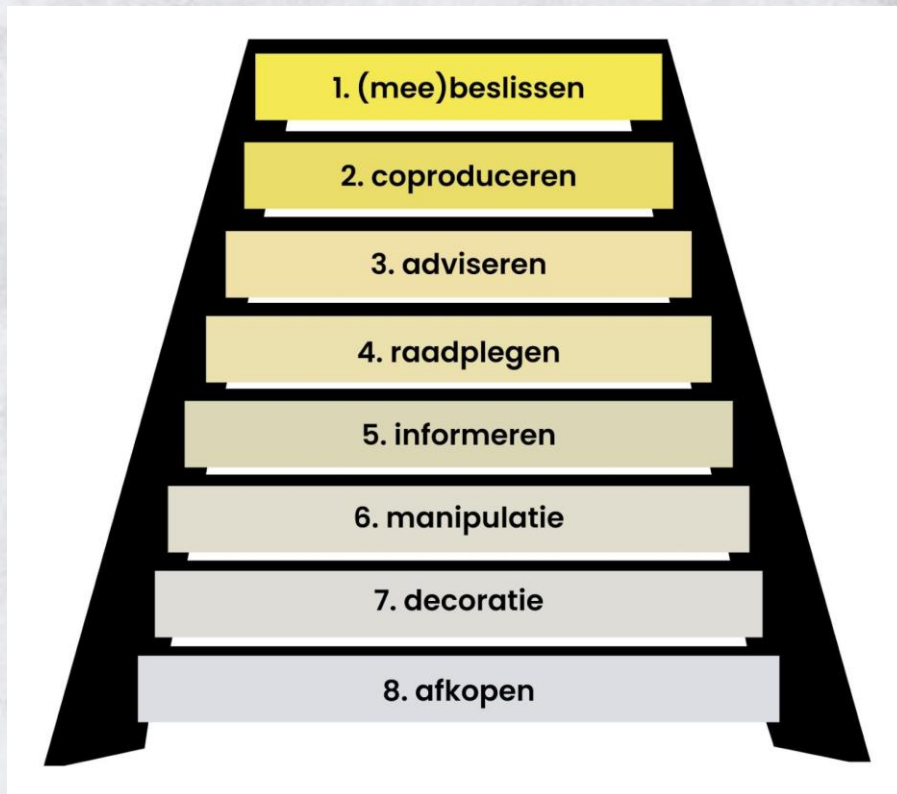 1. (mee)beslissen
2. coproduceren
3. adviseren
4. raadplegen
5. informeren
6. manipulatie
7. decoratie
8. afkopen